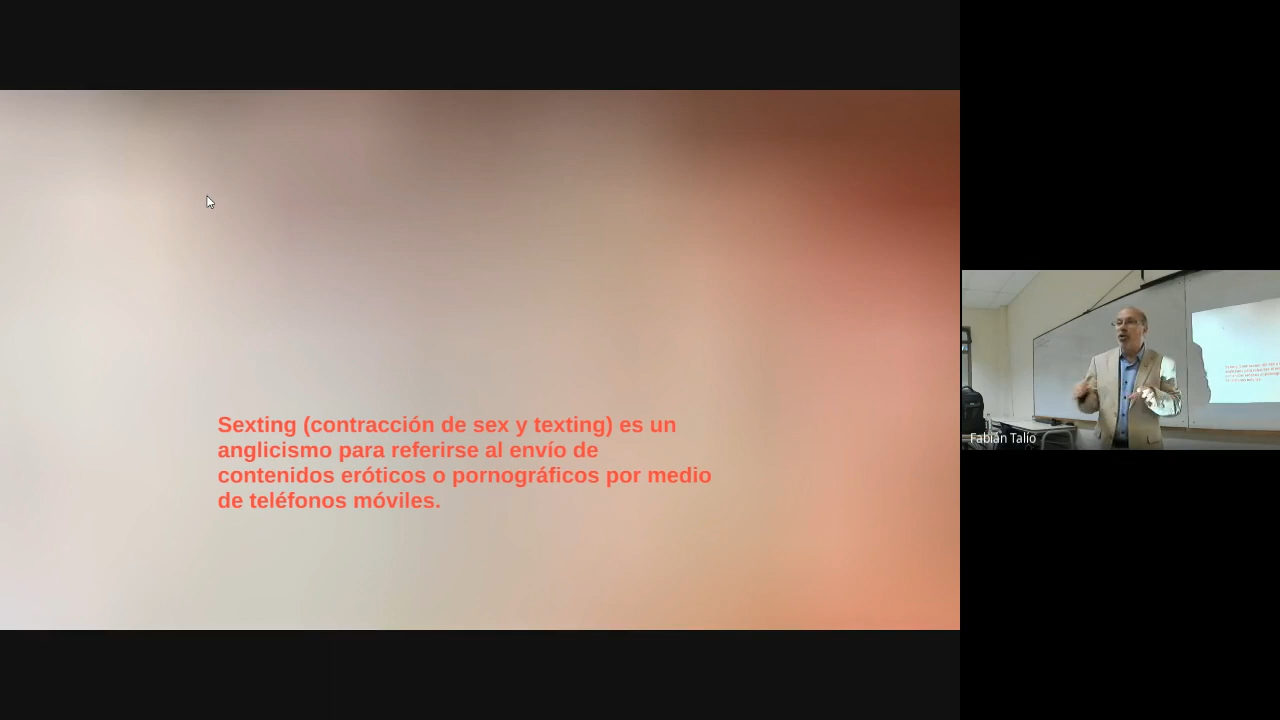 Sexting (contracción de sex y texting) es un
anglicismo para referirse al envío de
contenidos eróticos o pornográficos por medio
de teléfonos móviles.
Fabián Talio